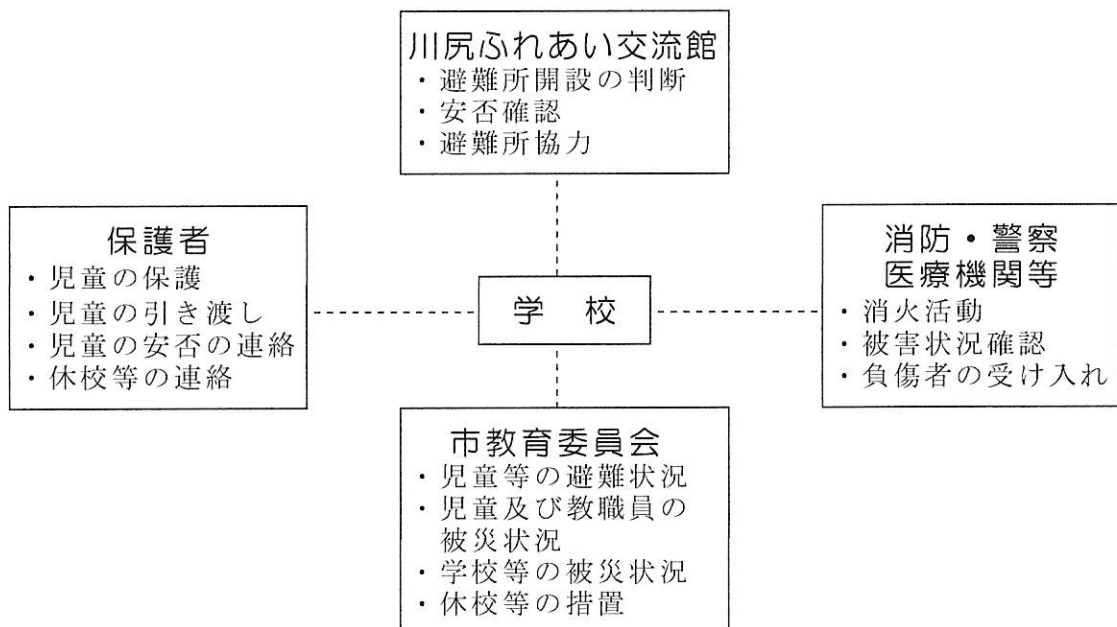 川尻ふれあい交流館
・避難所開設の判断
・安否確認
・避難所協力
保護者
・児童の保護
・児童の引き渡し
・児童の安否の連絡
・休校等の連絡
学　校
消防・警察
医療機関等
・消火活動
・被害状況確認
・負傷者の受け入れ
市教育委員会
・児童等の避難状況
・児童及び教職員の
被災状況
・学校等の被災状況
・休校等の措置